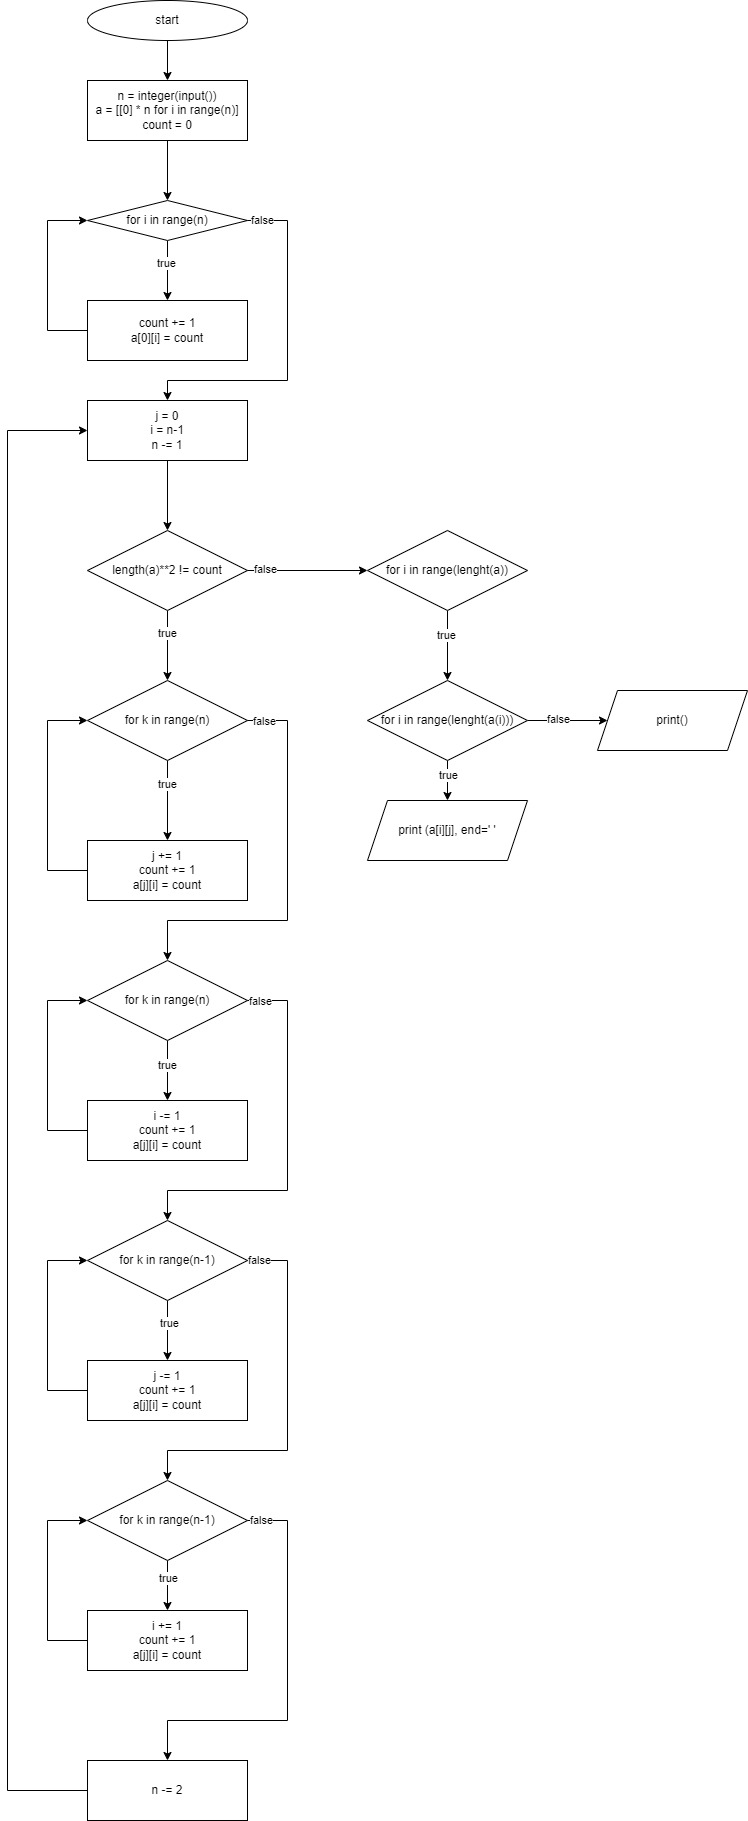 start
n = integer(input())
a = [[0] * n for i in range(n)]
count = 0
for i in range(n)
false
true
count += 1
a[0][i] = count
j = 0
i = n-1
n -= 1
length(a)**2 != count
false
for i in range(lenght(a))
true
true
for k in range(n)
false
for i in range(lenght(a(i)))
false
print()
true
true
print (a[i][j], end=' '
j += 1
count += 1
a[j][i] = count
for k in range(n)
false
true
i -= 1
count += 1
a[j][i] = count
for k in range(n-1)
false
true
j -= 1
count += 1
a[j][i] = count
for k in range(n-1)
false
true
i += 1
count += 1
a[j][i] = count
n -= 2